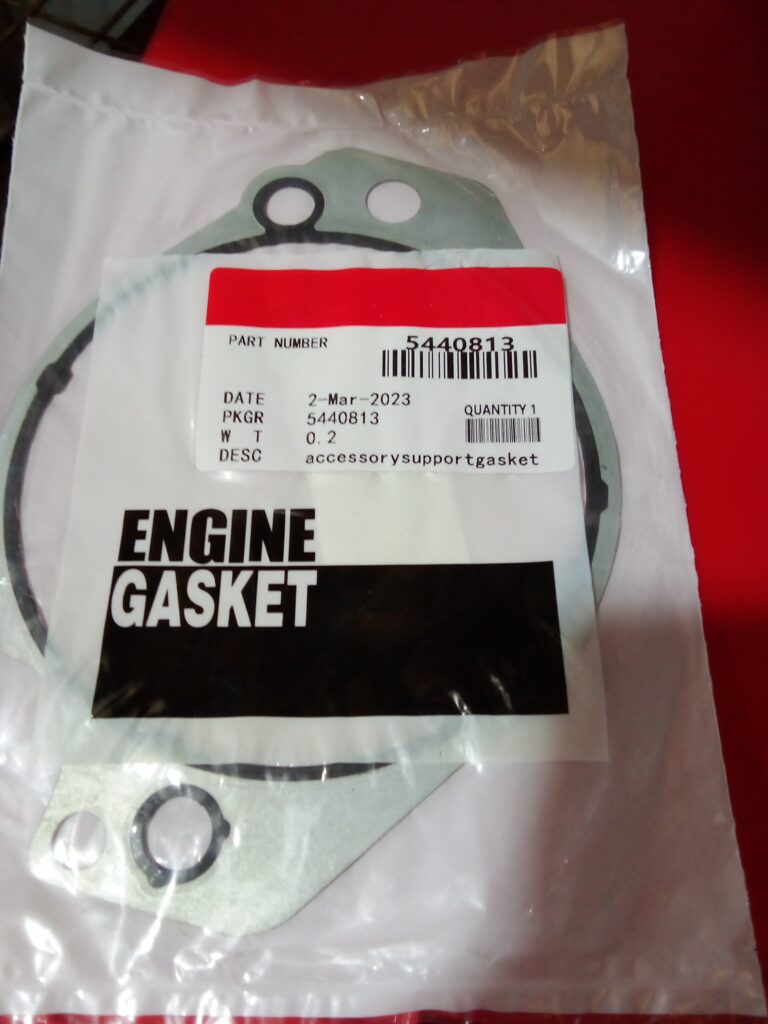 PART NUMBER 5440813
DATE 2-Mar-2023
PKGR 5440813
QUANTITY 1
W T 0.2
DESC accessorysupportgasket
ENGINE
GASKET